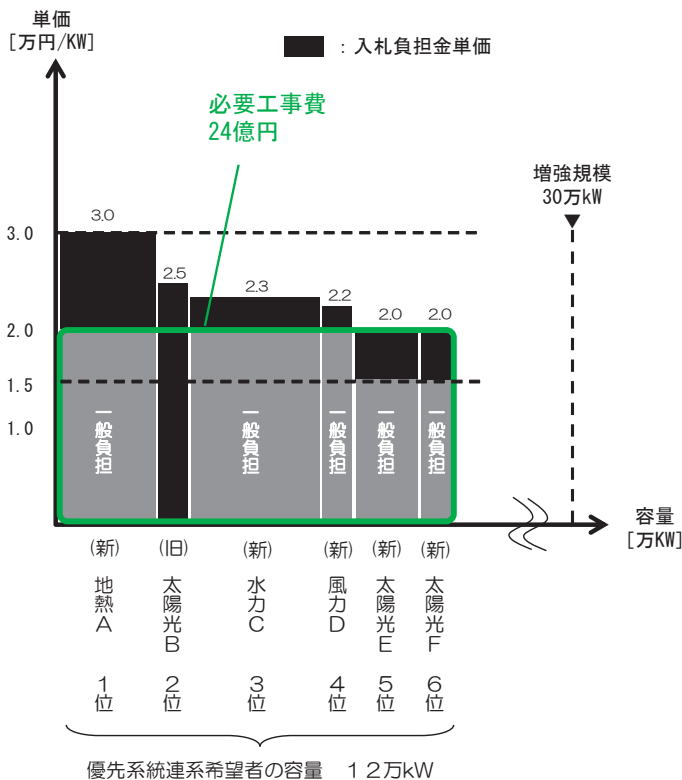 単価
[万円/KW]
：入札負担金単価
必要工事費
24億円
増強規模
30万kW
3.0
3.0
2.5
2.3
2.2
2.0
2.0
2.0
1.5
1.0
一般負担
一般負担
一般負担
一般負担
一般負担
容量
[万KW]
(新)
(旧)
(新)
(新)
(新)
(新)
地熱A
太陽光B
水力C
風力D
太陽光E
太陽光F
1位
2位
3位
4位
5位
6位
優先系統連系希望者の容量　12万kW